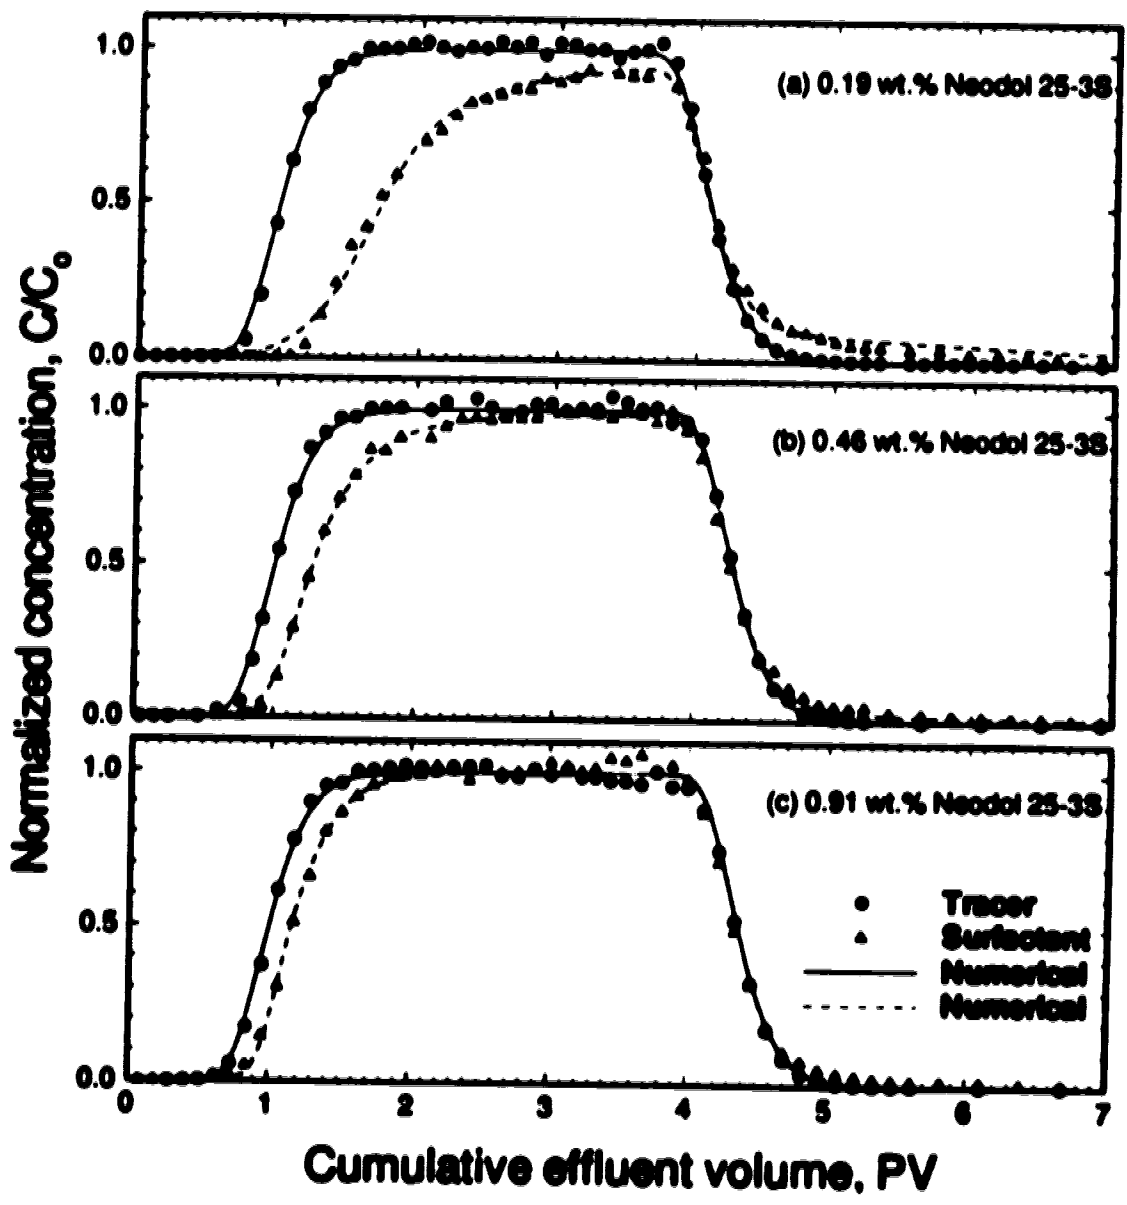 1.0
(a) 0.19 wt.% Neodol 25-3S
0.5
0.0
1.0
(b) 0.46 wt.% Neodol 25-3S
0.5
0.0
1.0
(c) 0.91 wt.% Neodol 25-3S
0.5
Tracer
Surfactant
Numerical
Numerical
0.0
0 1 2 3 4 5 6 7
Normalized concentration, C/Co
Cumulative effluent volume, PV